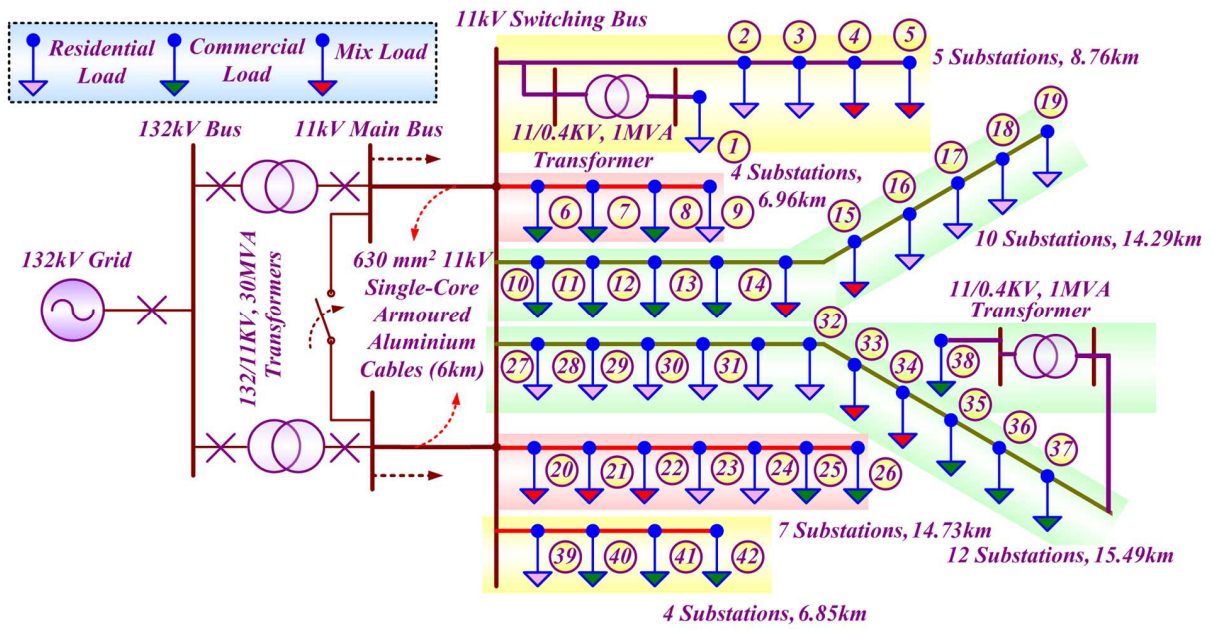 11kV Switching Bus
Residential
Load
Commercial
Load
Mix Load
2
3
4
5
5 Substations, 8.76km
132kV Bus
11kV Main Bus
11/0.4KV, 1MVA
Transformer
1
4 Substations,
6.96km
6
7
8
9
19
18
17
16
15
10 Substations, 14.29km
132kV Grid
132/11KV, 30MVA
Transformers
630 mm² 11kV
Single-Core
Armoured
Aluminium
Cables (6km)
10
11
12
13
14
11/0.4KV, 1MVA
Transformer
27
28
29
30
31
32
33
34
35
36
37
38
20
21
22
23
24
25
26
7 Substations, 14.73km
12 Substations, 15.49km
39
40
41
42
4 Substations, 6.85km